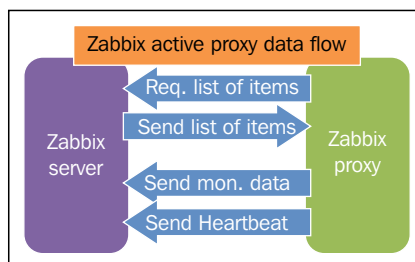 Zabbix active proxy data flow
Req. list of items
Send list of items
Zabbix
server
Zabbix
proxy
Send mon. data
Send Heartbeat